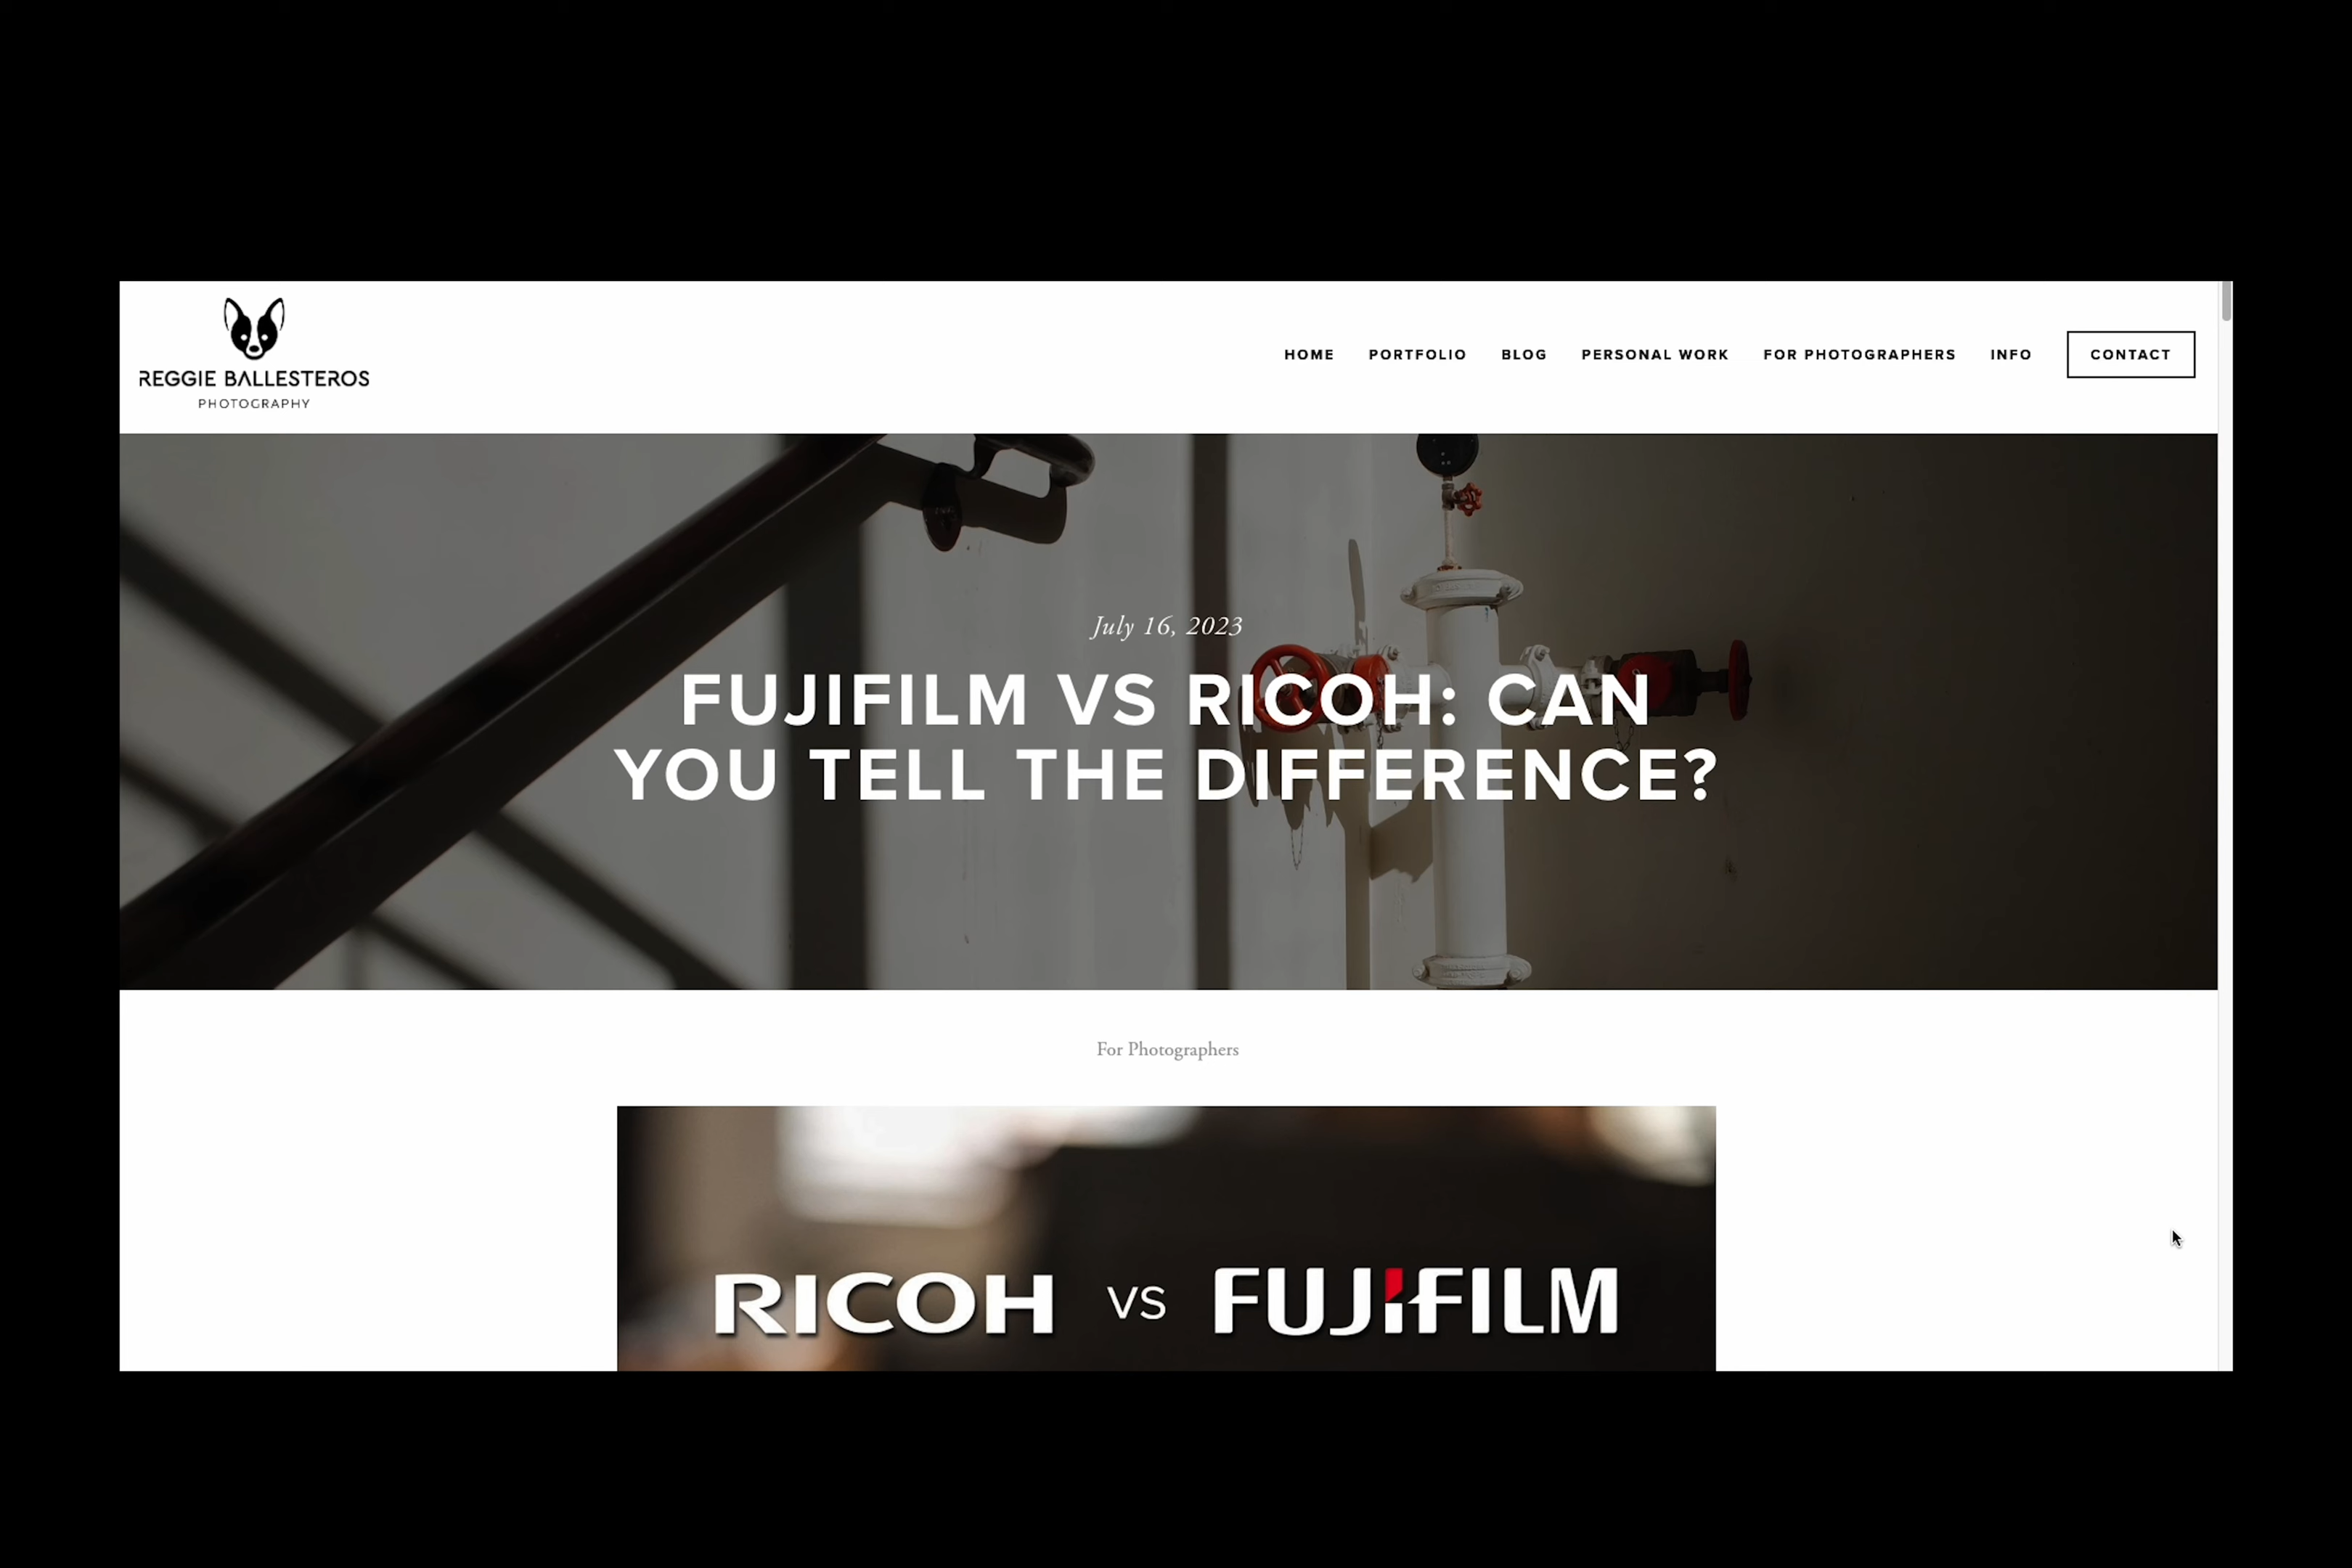 REGGIE BALLESTEROS
PHOTOGRAPHY
HOME PORTFOLIO BLOG PERSONAL WORK FOR PHOTOGRAPHERS INFO CONTACT
July 16, 2023
FUJIFILM VS RICOH: CAN
YOU TELL THE DIFFERENCE?
For Photographers
RICOH VS FUJIFILM